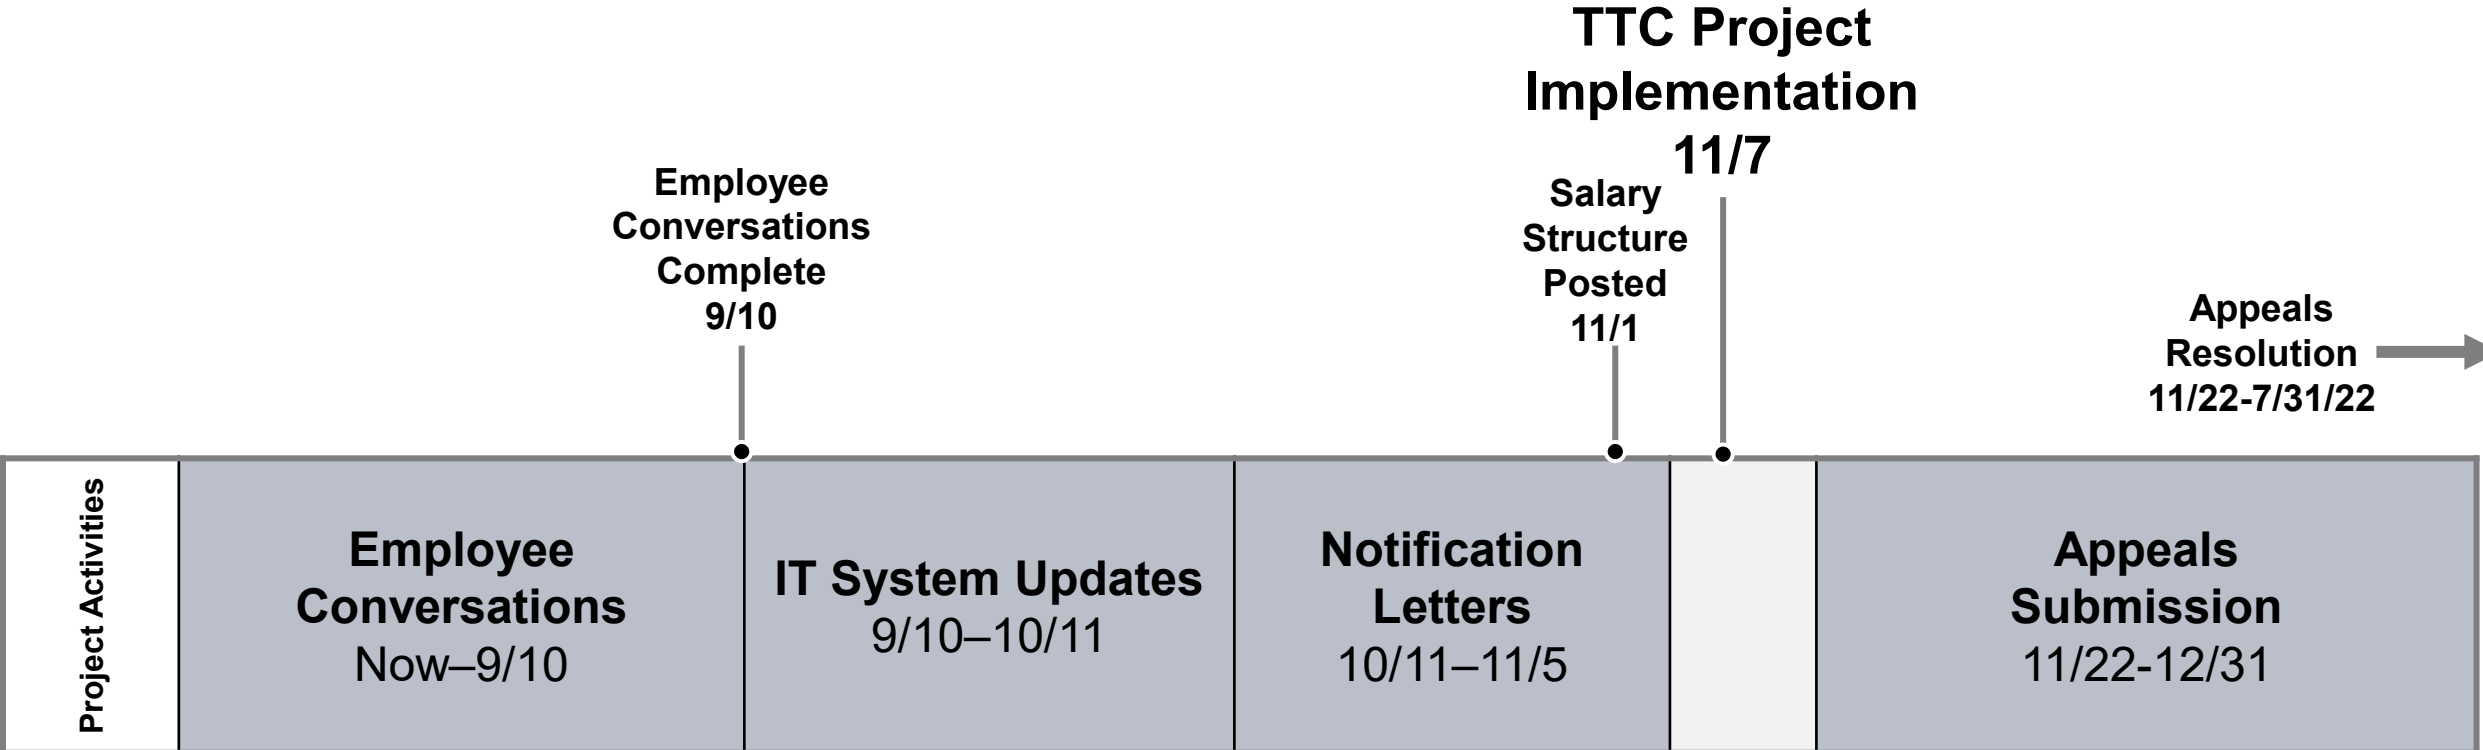 TTC Project
Implementation
11/7
Employee
Conversations
Complete
9/10
Salary
Structure
Posted
11/1
Appeals
Resolution
11/22-7/31/22
Project Activities
Employee
Conversations
Now–9/10
IT System Updates
9/10–10/11
Notification
Letters
10/11–11/5
Appeals
Submission
11/22-12/31